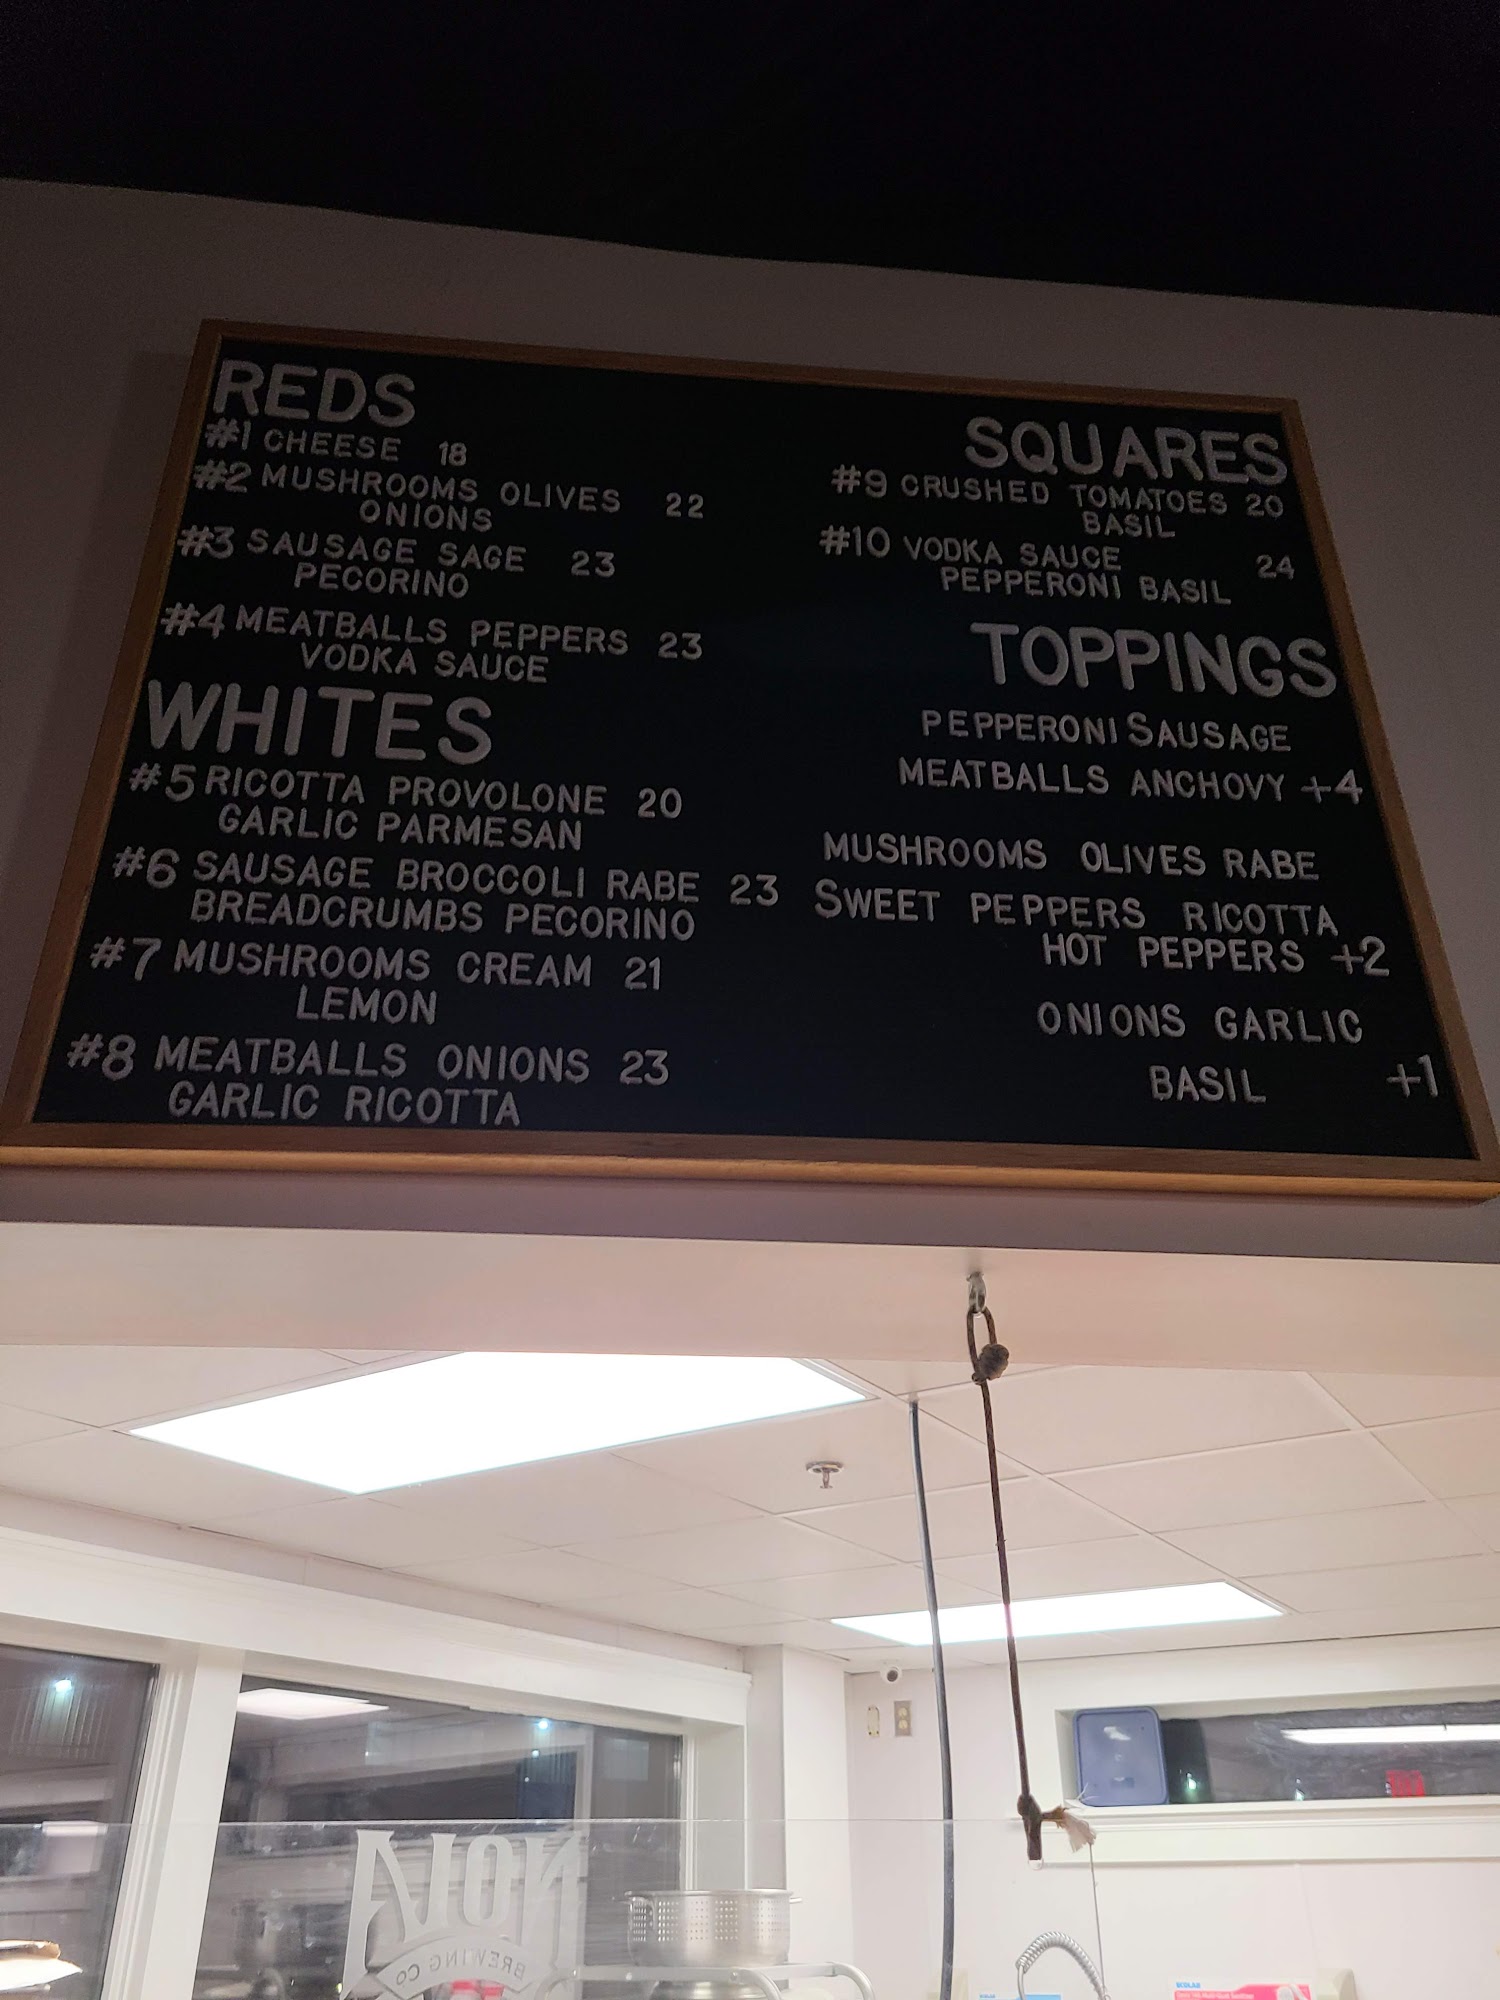 REDS
#1 CHEESE 18
#2 MUSHROOMS OLIVES 22
ONIONS
#3 SAUSAGE SAGE 23
PECORINO
#4 MEATBALLS PEPPERS 23
VODKA SAUCE
WHITES
#5 RICOTTA PROVOLONE 20
GARLIC PARMESAN
#6 SAUSAGE BROCCOLI RABE 23
BREADCRUMBS PECORINO
#7 MUSHROOMS CREAM 21
LEMON
#8 MEATBALLS ONIONS 23
GARLIC RICOTTA
SQUARES
#9 CRUSHED TOMATOES 20
BASIL
#10 VODKA SAUCE 24
PEPPERONI BASIL
TOPPINGS
PEPPERONI SAUSAGE
MEATBALLS ANCHOVY +4
MUSHROOMS OLIVES RABE
SWEET PEPPERS RICOTTA
HOT PEPPERS +2
ONIONS GARLIC
BASIL +1
NOLA
BREWING CO
ECOLAB